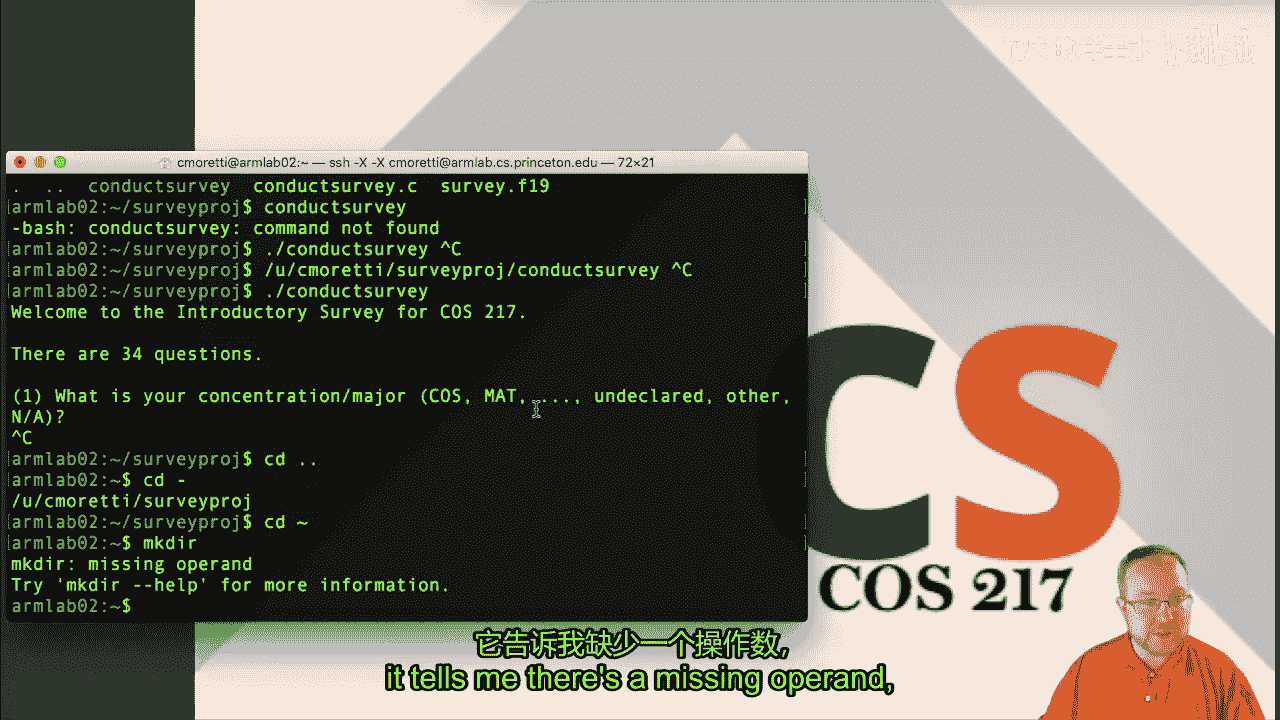 cmoretti@armlab02:~ — ssh -X -X cmoretti@armlab.cs.princeton.edu — 72×21
. .. conductsurvey conductsurvey.c survey.f19
[armlab02:~/surveyproj$ conductsurvey
-bash: conductsurvey: command not found
[armlab02:~/surveyproj$ ./conductsurvey ^C
[armlab02:~/surveyproj$ /u/cmoretti/surveyproj/conductsurvey ^C
[armlab02:~/surveyproj$ ./conductsurvey
Welcome to the Introductory Survey for COS 217.
There are 34 questions.
(1) What is your concentration/major (COS, MAT, ..., undeclared, other,
N/A)?
^C
[armlab02:~/surveyproj$ cd ..
[armlab02:~$ cd -
/u/cmoretti/surveyproj
[armlab02:~/surveyproj$ cd ~
[armlab02:~$ mkdir
mkdir: missing operand
Try 'mkdir --help' for more information.
armlab02:~$
CS
COS 217
它告诉我缺少一个操作数,
it tells me there's a missing operand,